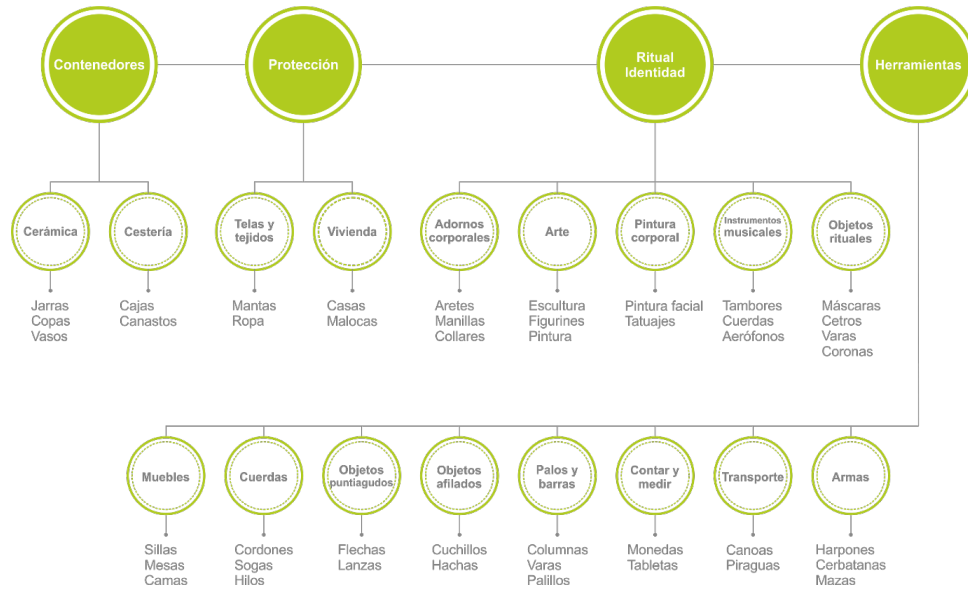 Contenedores
Protección
Ritual
Identidad
Herramientas
Cerámica
Cestería
Telas y
tejidos
Vivienda
Adornos
corporales
Arte
Pintura
corporal
Instrumentos
musicales
Objetos
rituales
Jarras
Copas
Vasos
Cajas
Canastos
Mantas
Ropa
Casas
Malocas
Aretes
Manillas
Collares
Escultura
Figurines
Pintura
Pintura facial
Tatuajes
Tambores
Cuerdas
Aerófonos
Máscaras
Cetros
Varas
Coronas
Muebles
Cuerdas
Objetos
puntiagudos
Objetos
afilados
Palos y
barras
Contar y
medir
Transporte
Armas
Sillas
Mesas
Camas
Cordones
Sogas
Hilos
Flechas
Lanzas
Cuchillos
Hachas
Columnas
Varas
Palillos
Monedas
Tabletas
Canoas
Piraguas
Harpones
Cerbatanas
Mazas